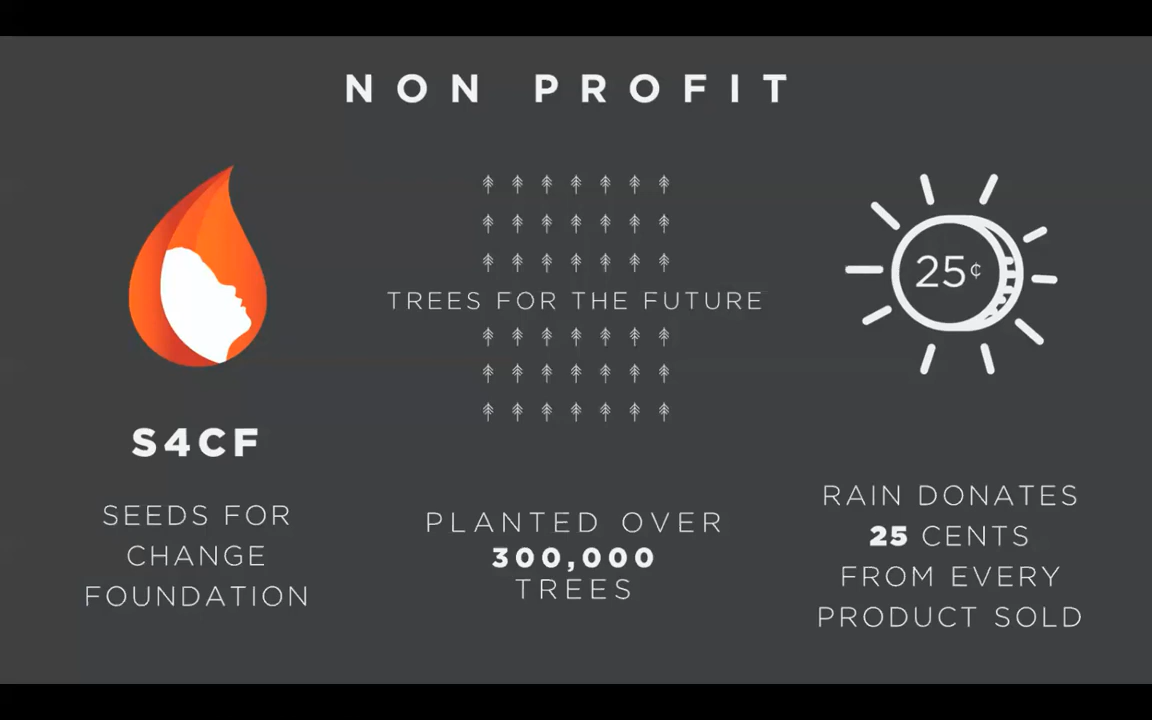 NON PROFIT
S4CF
SEEDS FOR
CHANGE
FOUNDATION
TREES FOR THE FUTURE
PLANTED OVER
300,000
TREES
25¢
RAIN DONATES
25 CENTS
FROM EVERY
PRODUCT SOLD